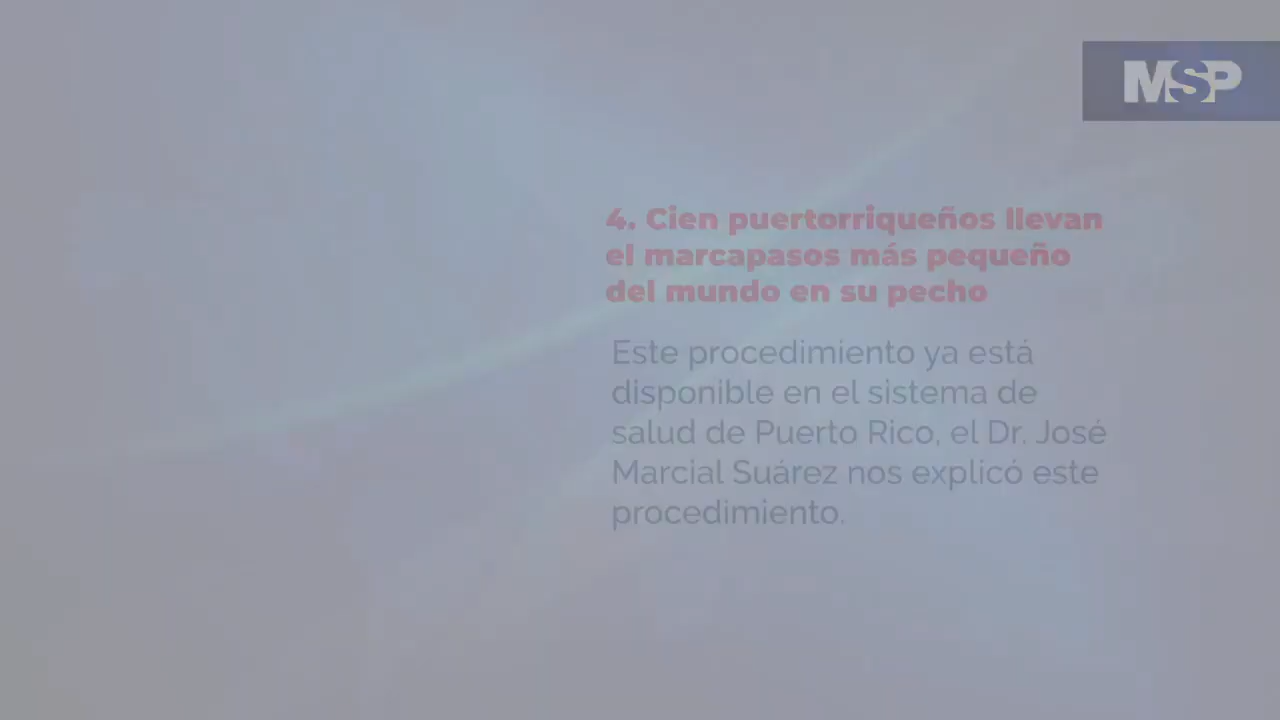 MSP
4. Cien puertorriqueños llevan
el marcapasos más pequeño
del mundo en su pecho
Este procedimiento ya está
disponible en el sistema de
salud de Puerto Rico, el Dr. José
Marcial Suárez nos explicó este
procedimiento.